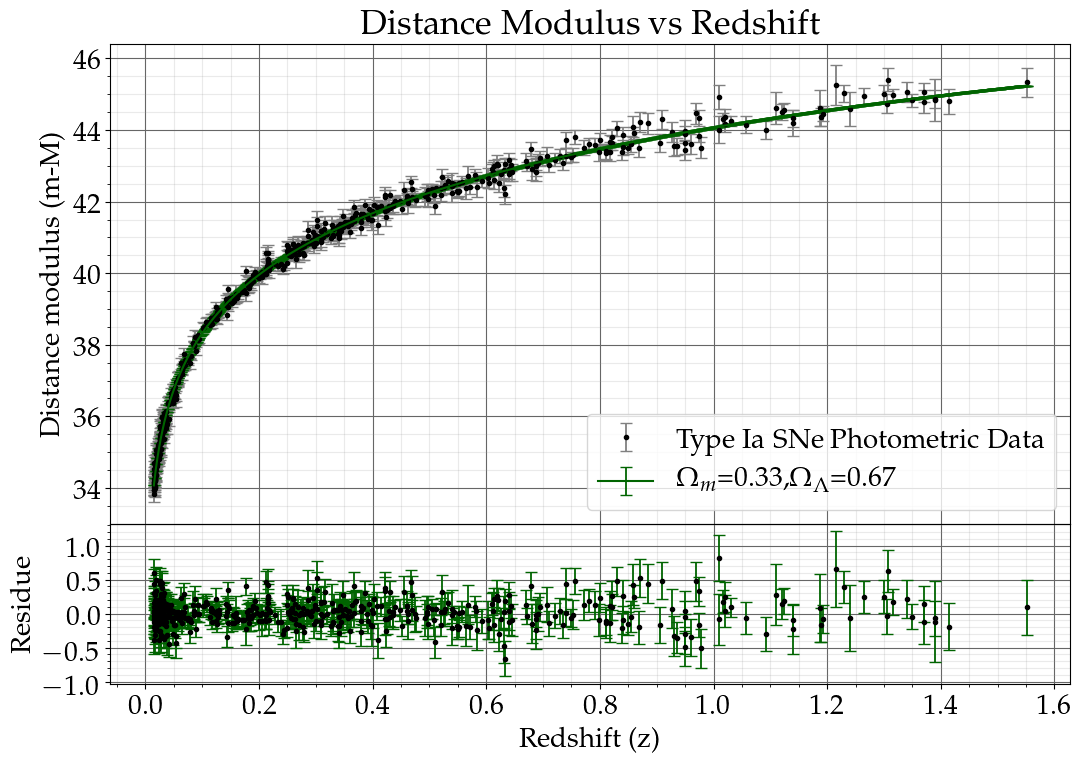 Distance Modulus vs Redshift
46
44
42
40
38
36
34
Distance modulus (m-M)
Type Ia SNe Photometric Data
Ωₘ=0.33,Ω_Λ=0.67
1.0
0.5
0.0
−0.5
−1.0
Residue
0.0 0.2 0.4 0.6 0.8 1.0 1.2 1.4 1.6
Redshift (z)